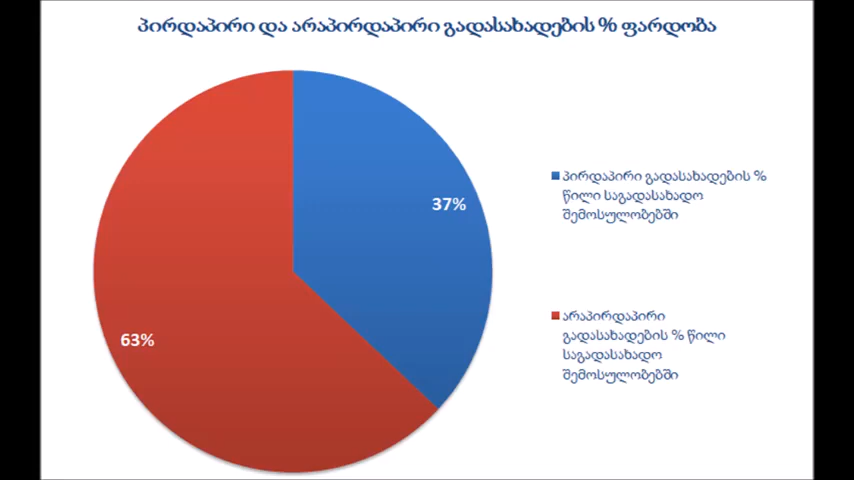 პირდაპირი და არაპირდაპირი გადასახადების % ფარდობა
37%
63%
პირდაპირი გადასახადების %
წილი საგადასახადო
შემოსულობებში
არაპირდაპირი
გადასახადების % წილი
საგადასახადო
შემოსულობებში